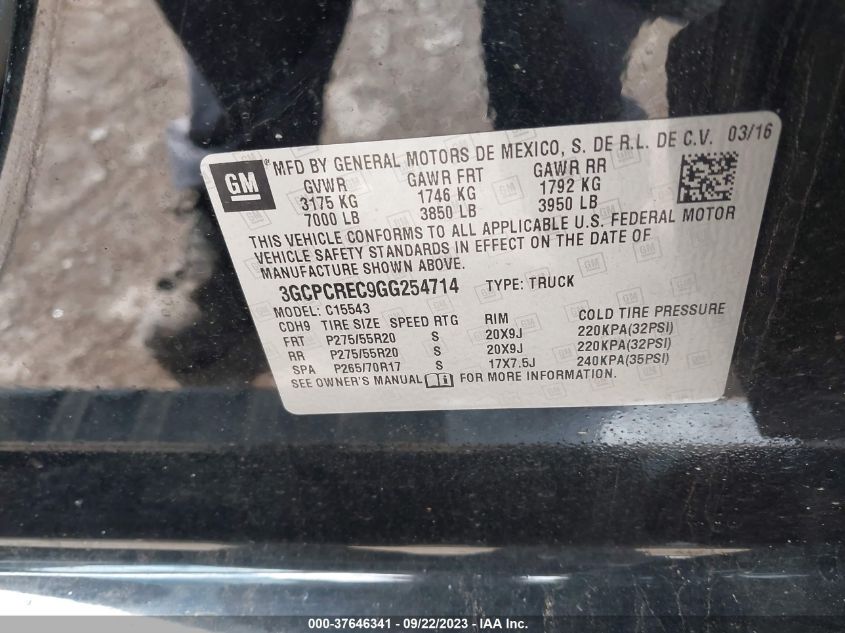 GM ® MFD BY GENERAL MOTORS DE MEXICO, S. DE R.L. DE C.V. 03/16
GVWR GAWR FRT GAWR RR
3175 KG 1746 KG 1792 KG
7000 LB 3850 LB 3950 LB
THIS VEHICLE CONFORMS TO ALL APPLICABLE U.S. FEDERAL MOTOR
VEHICLE SAFETY STANDARDS IN EFFECT ON THE DATE OF
MANUFACTURE SHOWN ABOVE.
3GCPCREC9GG254714 TYPE: TRUCK
MODEL: C15543
CDH9 TIRE SIZE SPEED RTG RIM COLD TIRE PRESSURE
FRT P275/55R20 S 20X9J 220KPA(32PSI)
RR P275/55R20 S 20X9J 220KPA(32PSI)
SPA P265/70R17 S 17X7.5J 240KPA(35PSI)
SEE OWNER'S MANUAL FOR MORE INFORMATION.
000-37646341 - 09/22/2023 - IAA Inc.